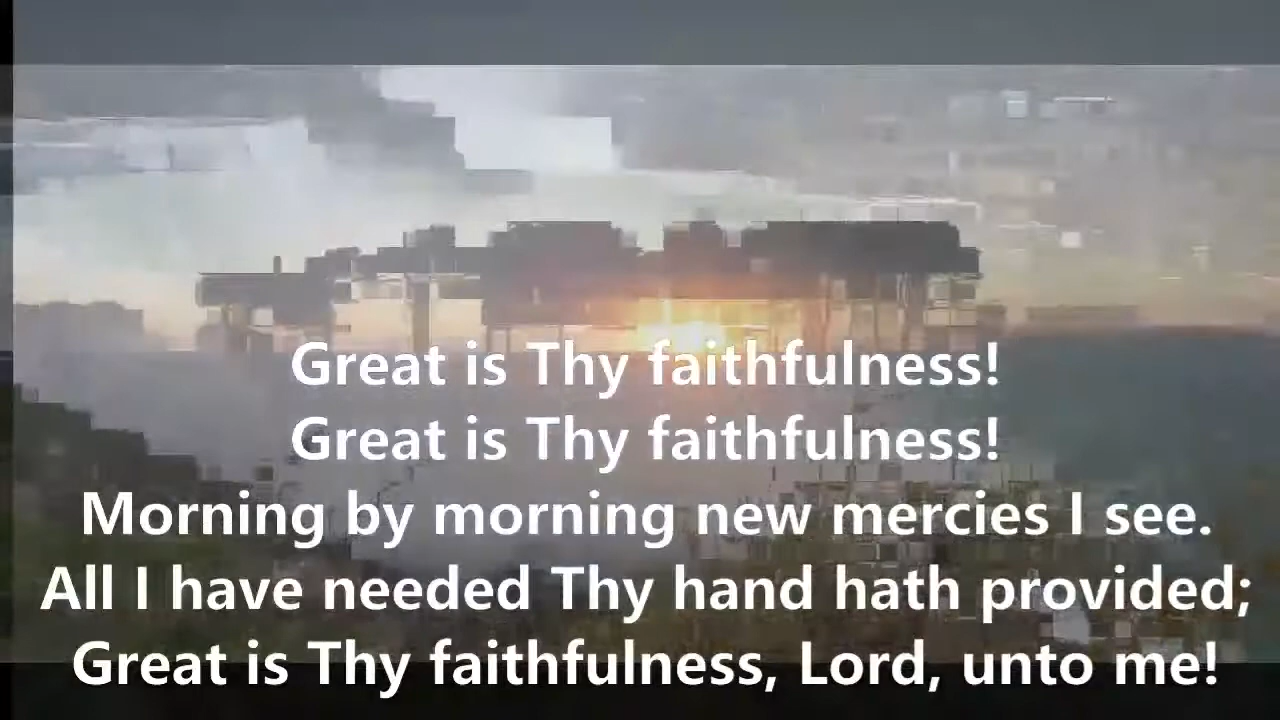 Great is Thy faithfulness!
Great is Thy faithfulness!
Morning by morning new mercies I see.
All I have needed Thy hand hath provided;
Great is Thy faithfulness, Lord, unto me!